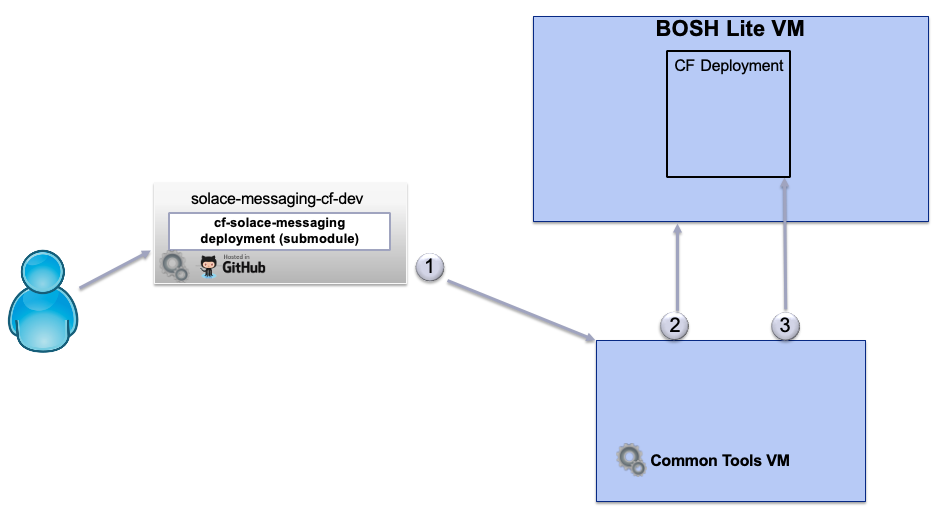 BOSH Lite VM
CF Deployment
solace-messaging-cf-dev
cf-solace-messaging
deployment (submodule)
Hosted in
GitHub
1
2
3
Common Tools VM